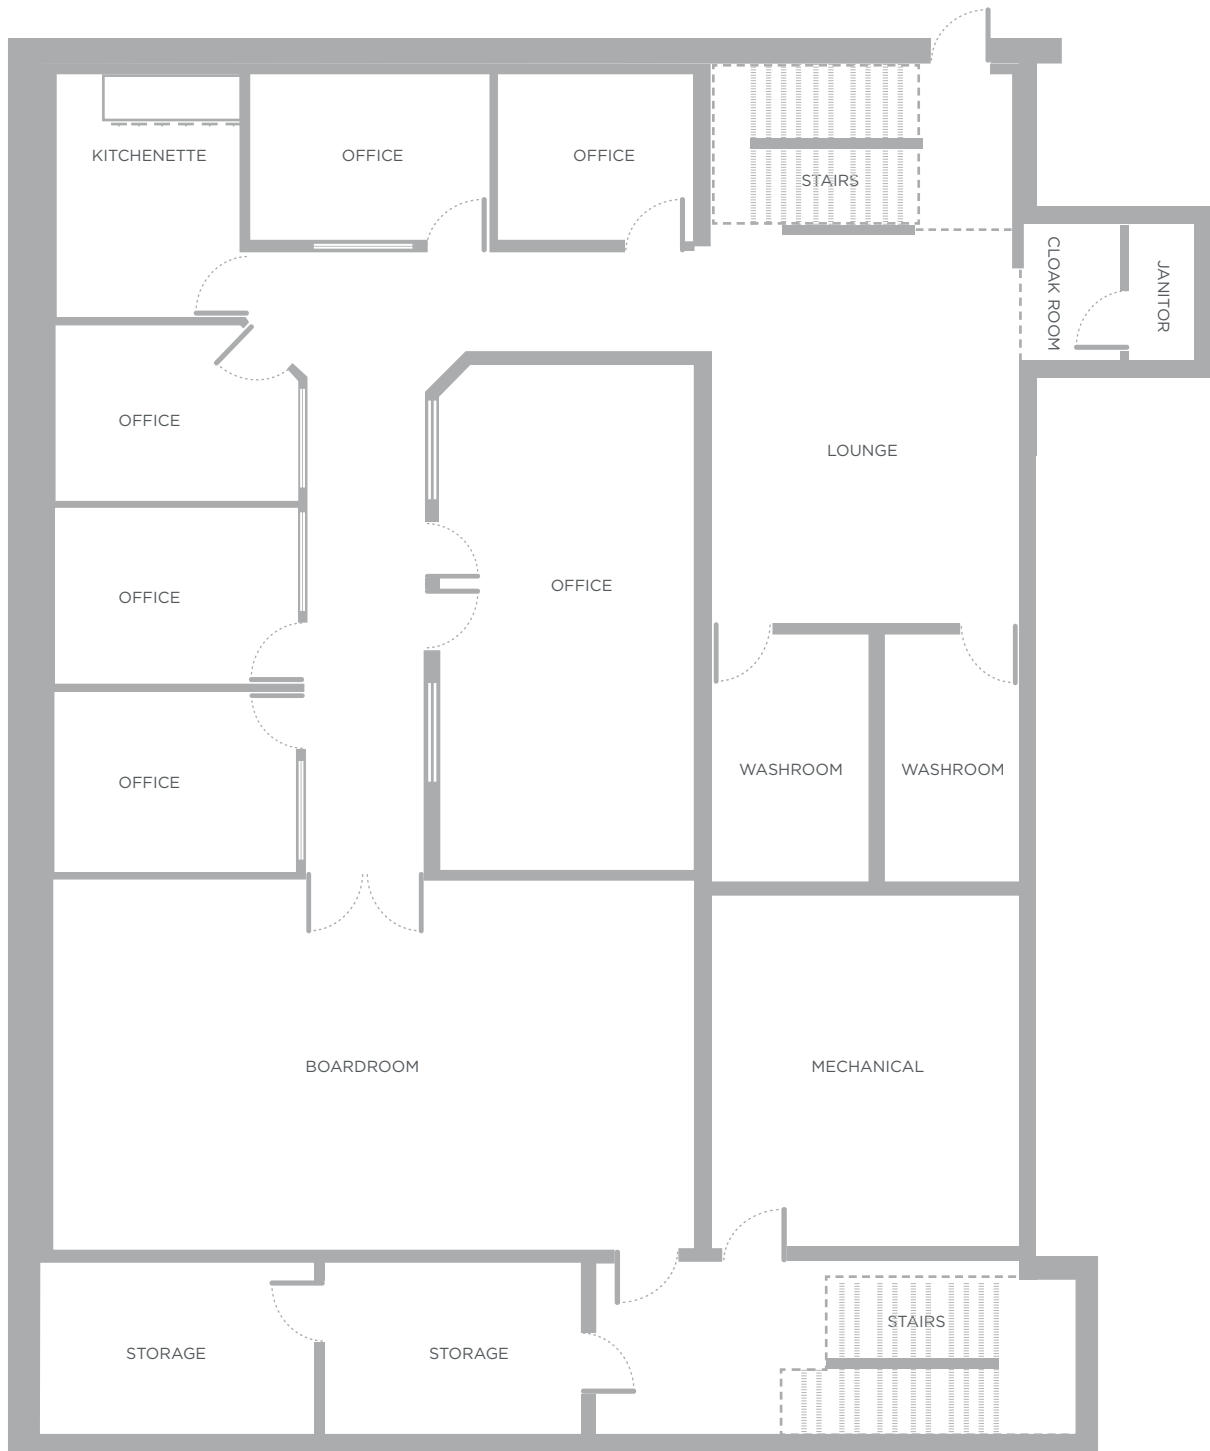 KITCHENETTE
OFFICE
OFFICE
STAIRS
CLOAK ROOM
JANITOR
OFFICE
LOUNGE
OFFICE
OFFICE
OFFICE
WASHROOM
WASHROOM
BOARDROOM
MECHANICAL
STAIRS
STORAGE
STORAGE